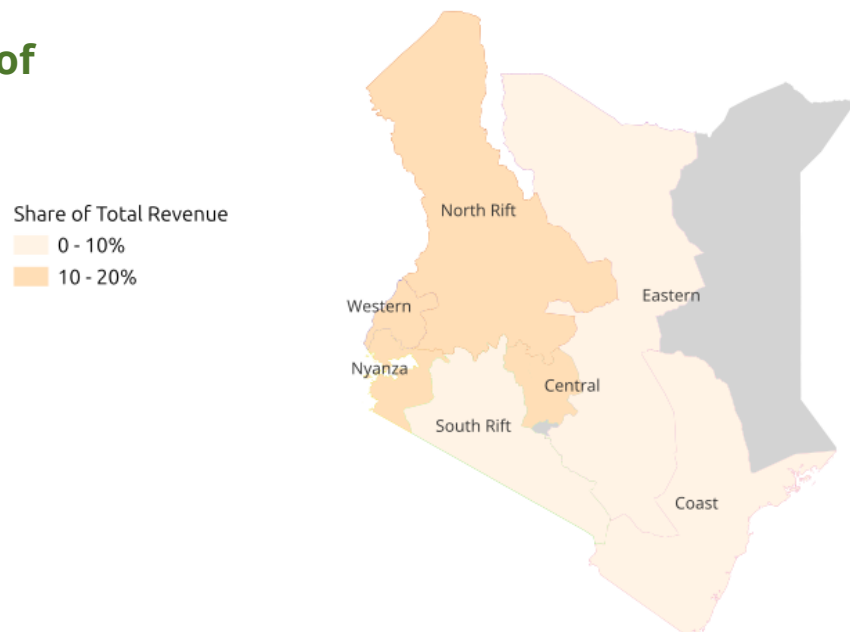 of
Share of Total Revenue
0 - 10%
10 - 20%
North Rift
Eastern
Western
Nyanza
Central
South Rift
Coast